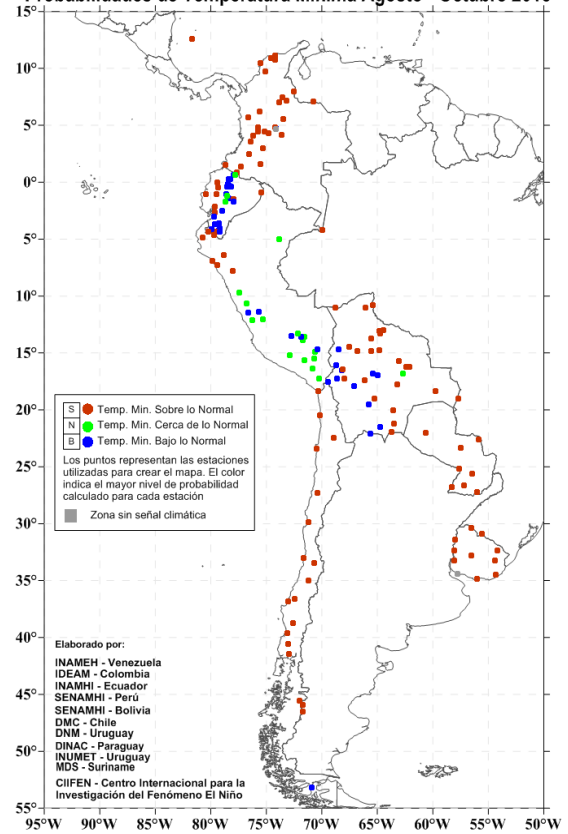 Probabilidades de Temperatura Mínima Agosto - Octubre 2016
15°
10°
5°
0°
5°
10°
15°
20°
25°
30°
35°
40°
45°
50°
55°
S Temp. Min. Sobre lo Normal
N Temp. Min. Cerca de lo Normal
B Temp. Min. Bajo lo Normal
Los puntos representan las estaciones
utilizadas para crear el mapa. El color
indica el mayor nivel de probabilidad
calculado para cada estación
Zona sin señal climática
Elaborado por:
INAMEH - Venezuela
IDEAM - Colombia
INAMHI - Ecuador
SENAMHI - Perú
SENAMHI - Bolivia
DMC - Chile
DNM - Uruguay
DINAC - Paraguay
INUMET - Uruguay
MDS - Suriname
CIIFEN - Centro Internacional para la
Investigación del Fenómeno El Niño
95°W 90°W 85°W 80°W 75°W 70°W 65°W 60°W 55°W 50°W